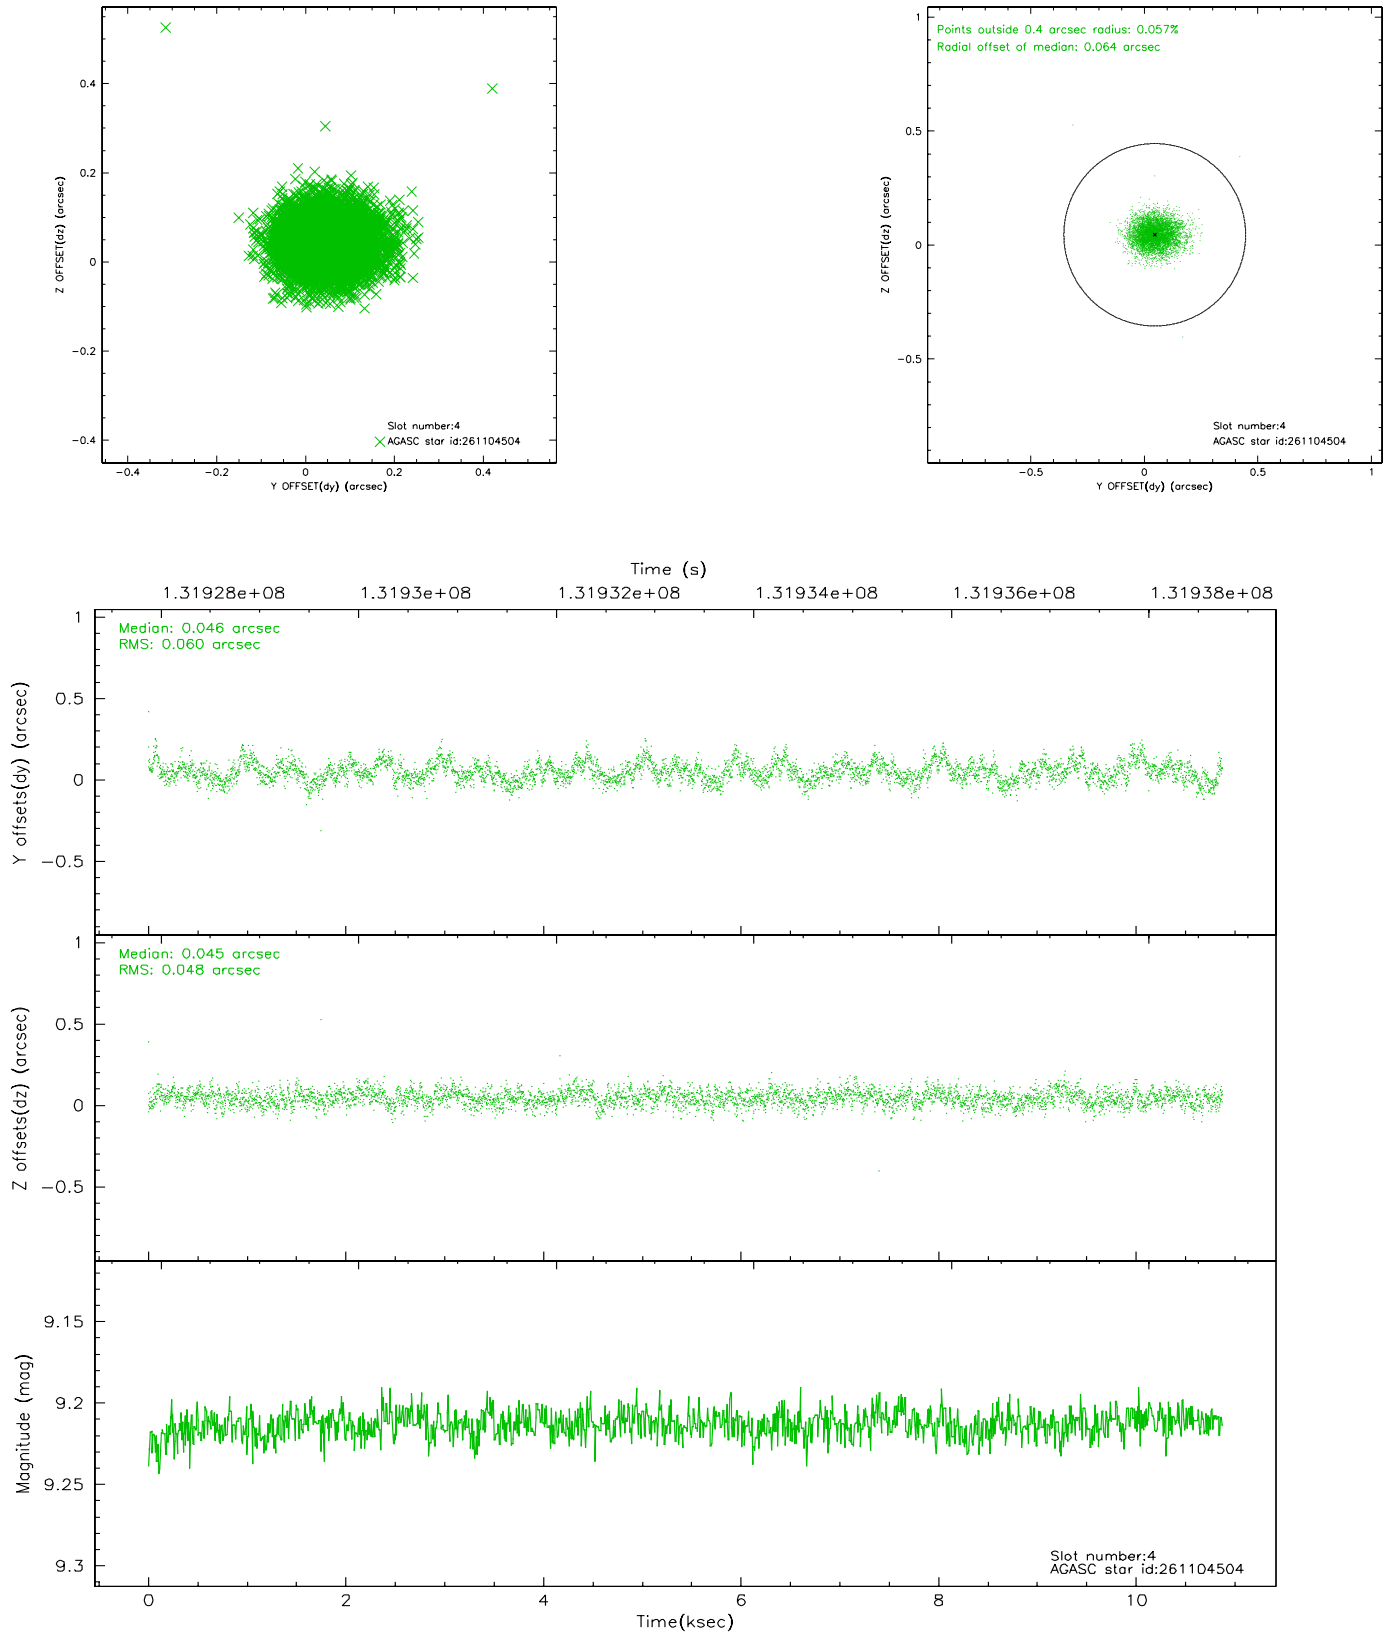 0.4
0.2
0
−0.2
−0.4
Z OFFSET(dz) (arcsec)
Slot number:4
AGASC star id:261104504
−0.4 −0.2 0 0.2 0.4
Y OFFSET(dy) (arcsec)
Points outside 0.4 arcsec radius: 0.057%
Radial offset of median: 0.064 arcsec
1
0.5
0
−0.5
Z OFFSET(dz) (arcsec)
Slot number:4
AGASC star id:261104504
−0.5 0 0.5 1
Y OFFSET(dy) (arcsec)
Time (s)
1.31928e+08 1.3193e+08 1.31932e+08 1.31934e+08 1.31936e+08 1.31938e+08
Median: 0.046 arcsec
RMS: 0.060 arcsec
1
0.5
0
−0.5
Y offsets(dy) (arcsec)
Median: 0.045 arcsec
RMS: 0.048 arcsec
1
0.5
0
−0.5
Z offsets(dz) (arcsec)
9.15
9.2
9.25
9.3
Magnitude (mag)
Slot number:4
AGASC star id:261104504
0 2 4 6 8 10
Time(ksec)